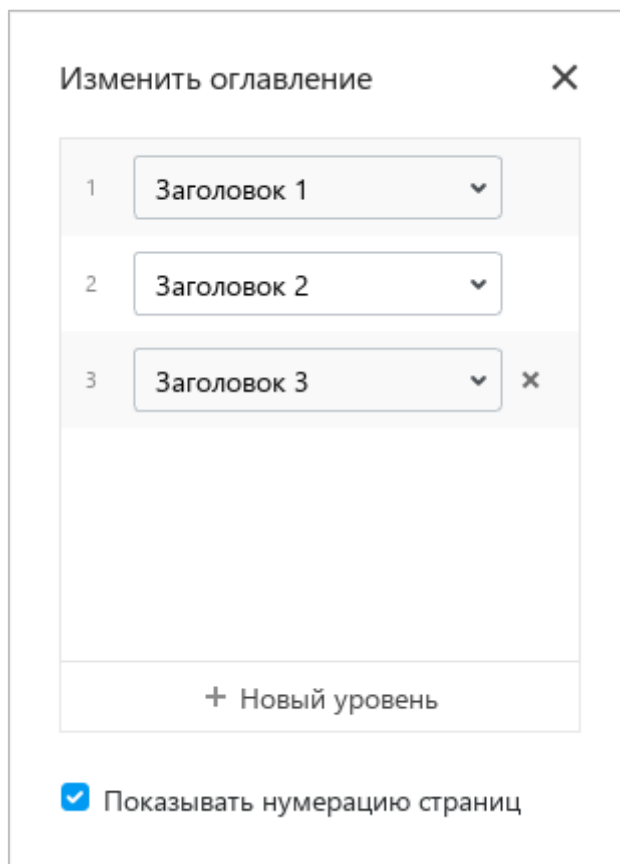 Изменить оглавление
1 Заголовок 1
2 Заголовок 2
3 Заголовок 3
+ Новый уровень
Показывать нумерацию страниц